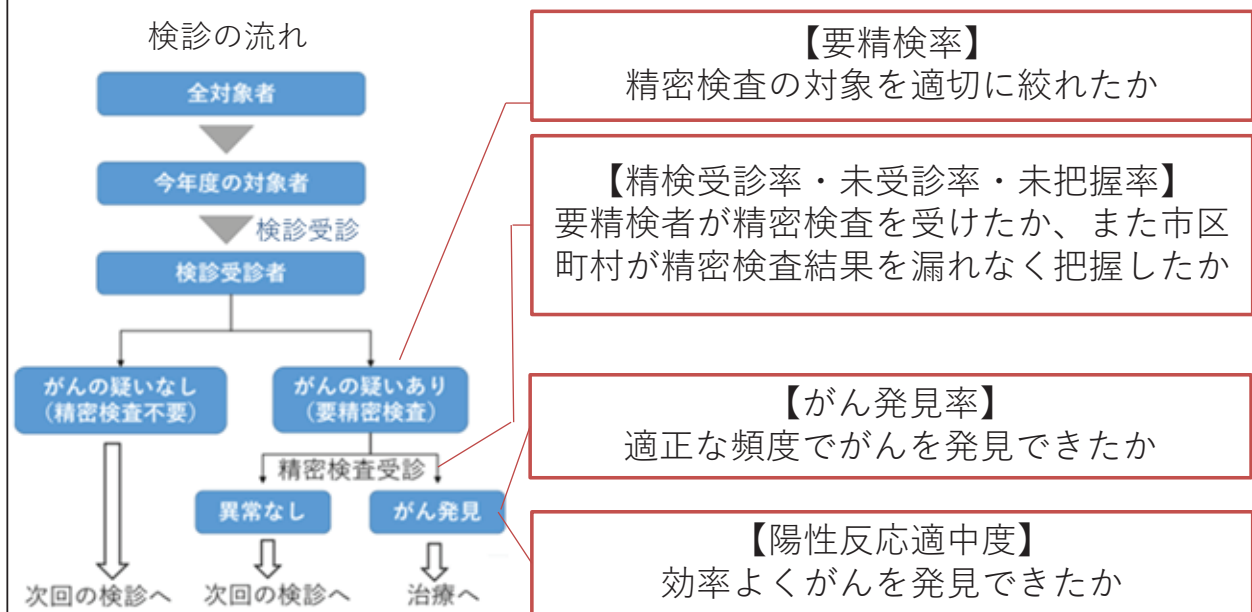 検診の流れ
全対象者
今年度の対象者
検診受診
検診受診者
がんの疑いなし
（精密検査不要）
がんの疑いあり
（要精密検査）
精密検査受診
異常なし
がん発見
次回の検診へ
次回の検診へ
治療へ
【要精検率】
精密検査の対象を適切に絞れたか
【精検受診率・未受診率・未把握率】
要精検者が精密検査を受けたか、また市区
町村が精密検査結果を漏れなく把握したか
【がん発見率】
適正な頻度でがんを発見できたか
【陽性反応適中度】
効率よくがんを発見できたか